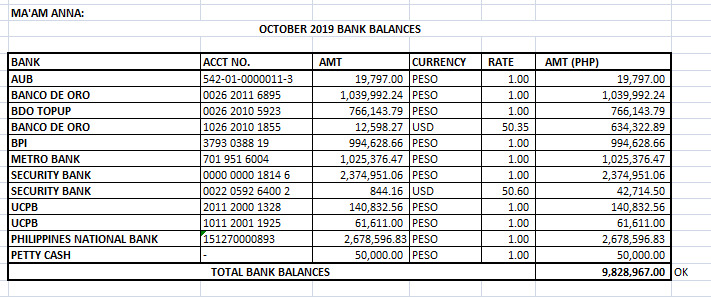 MA'AM ANNA:
OCTOBER 2019 BANK BALANCES
BANK ACCT NO. AMT CURRENCY RATE AMT (PHP)
AUB 542-01-0000011-3 19,797.00 PESO 1.00 19,797.00
BANCO DE ORO 0026 2011 6895 1,039,992.24 PESO 1.00 1,039,992.24
BDO TOPUP 0026 2010 5923 766,143.79 PESO 1.00 766,143.79
BANCO DE ORO 1026 2010 1855 12,598.27 USD 50.35 634,322.89
BPI 3793 0388 19 994,628.66 PESO 1.00 994,628.66
METRO BANK 701 951 6004 1,025,376.47 PESO 1.00 1,025,376.47
SECURITY BANK 0000 0000 1814 6 2,374,951.06 PESO 1.00 2,374,951.06
SECURITY BANK 0022 0592 6400 2 844.16 USD 50.60 42,714.50
UCPB 2011 2000 1328 140,832.56 PESO 1.00 140,832.56
UCPB 1011 2001 1925 61,611.00 PESO 1.00 61,611.00
PHILIPPINES NATIONAL BANK 151270000893 2,678,596.83 PESO 1.00 2,678,596.83
PETTY CASH - 50,000.00 PESO 1.00 50,000.00
TOTAL BANK BALANCES 9,828,967.00 OK